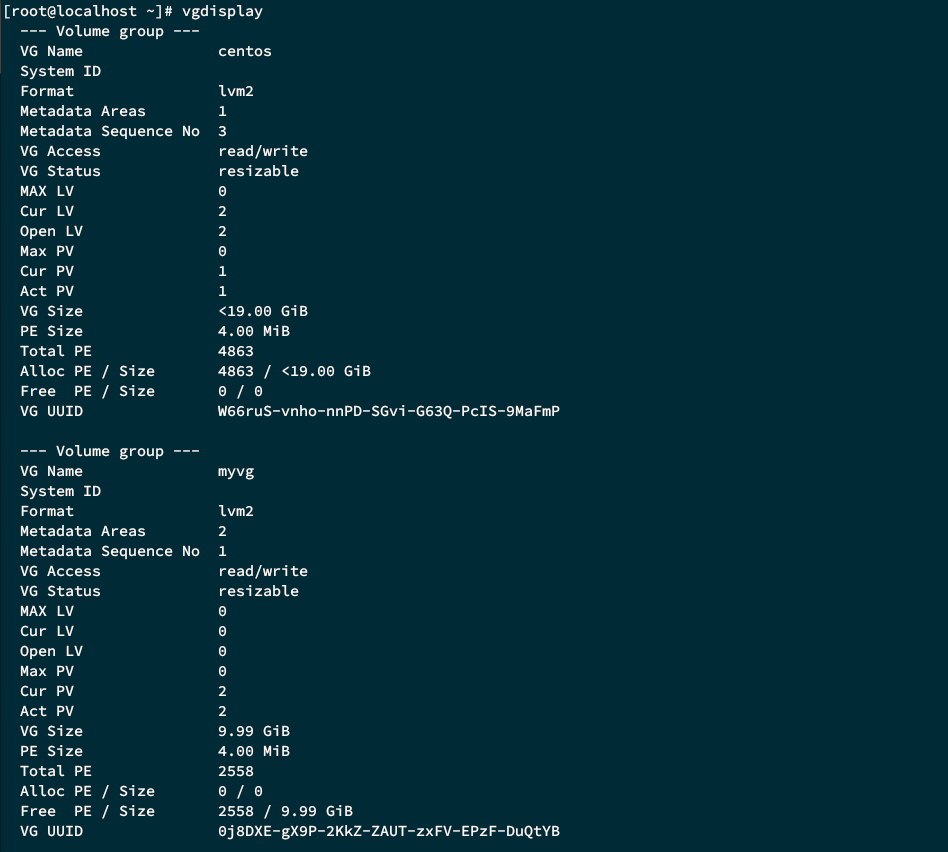 [root@localhost ~]# vgdisplay
--- Volume group ---
VG Name centos
System ID
Format lvm2
Metadata Areas 1
Metadata Sequence No 3
VG Access read/write
VG Status resizable
MAX LV 0
Cur LV 2
Open LV 2
Max PV 0
Cur PV 1
Act PV 1
VG Size <19.00 GiB
PE Size 4.00 MiB
Total PE 4863
Alloc PE / Size 4863 / <19.00 GiB
Free  PE / Size 0 / 0
VG UUID W66ruS-vnho-nnPD-SGvi-G63Q-PcIS-9MaFmP
--- Volume group ---
VG Name myvg
System ID
Format lvm2
Metadata Areas 2
Metadata Sequence No 1
VG Access read/write
VG Status resizable
MAX LV 0
Cur LV 0
Open LV 0
Max PV 0
Cur PV 2
Act PV 2
VG Size 9.99 GiB
PE Size 4.00 MiB
Total PE 2558
Alloc PE / Size 0 / 0
Free  PE / Size 2558 / 9.99 GiB
VG UUID 0j8DXE-gX9P-2KkZ-ZAUT-zxFV-EPzF-DuQtYB